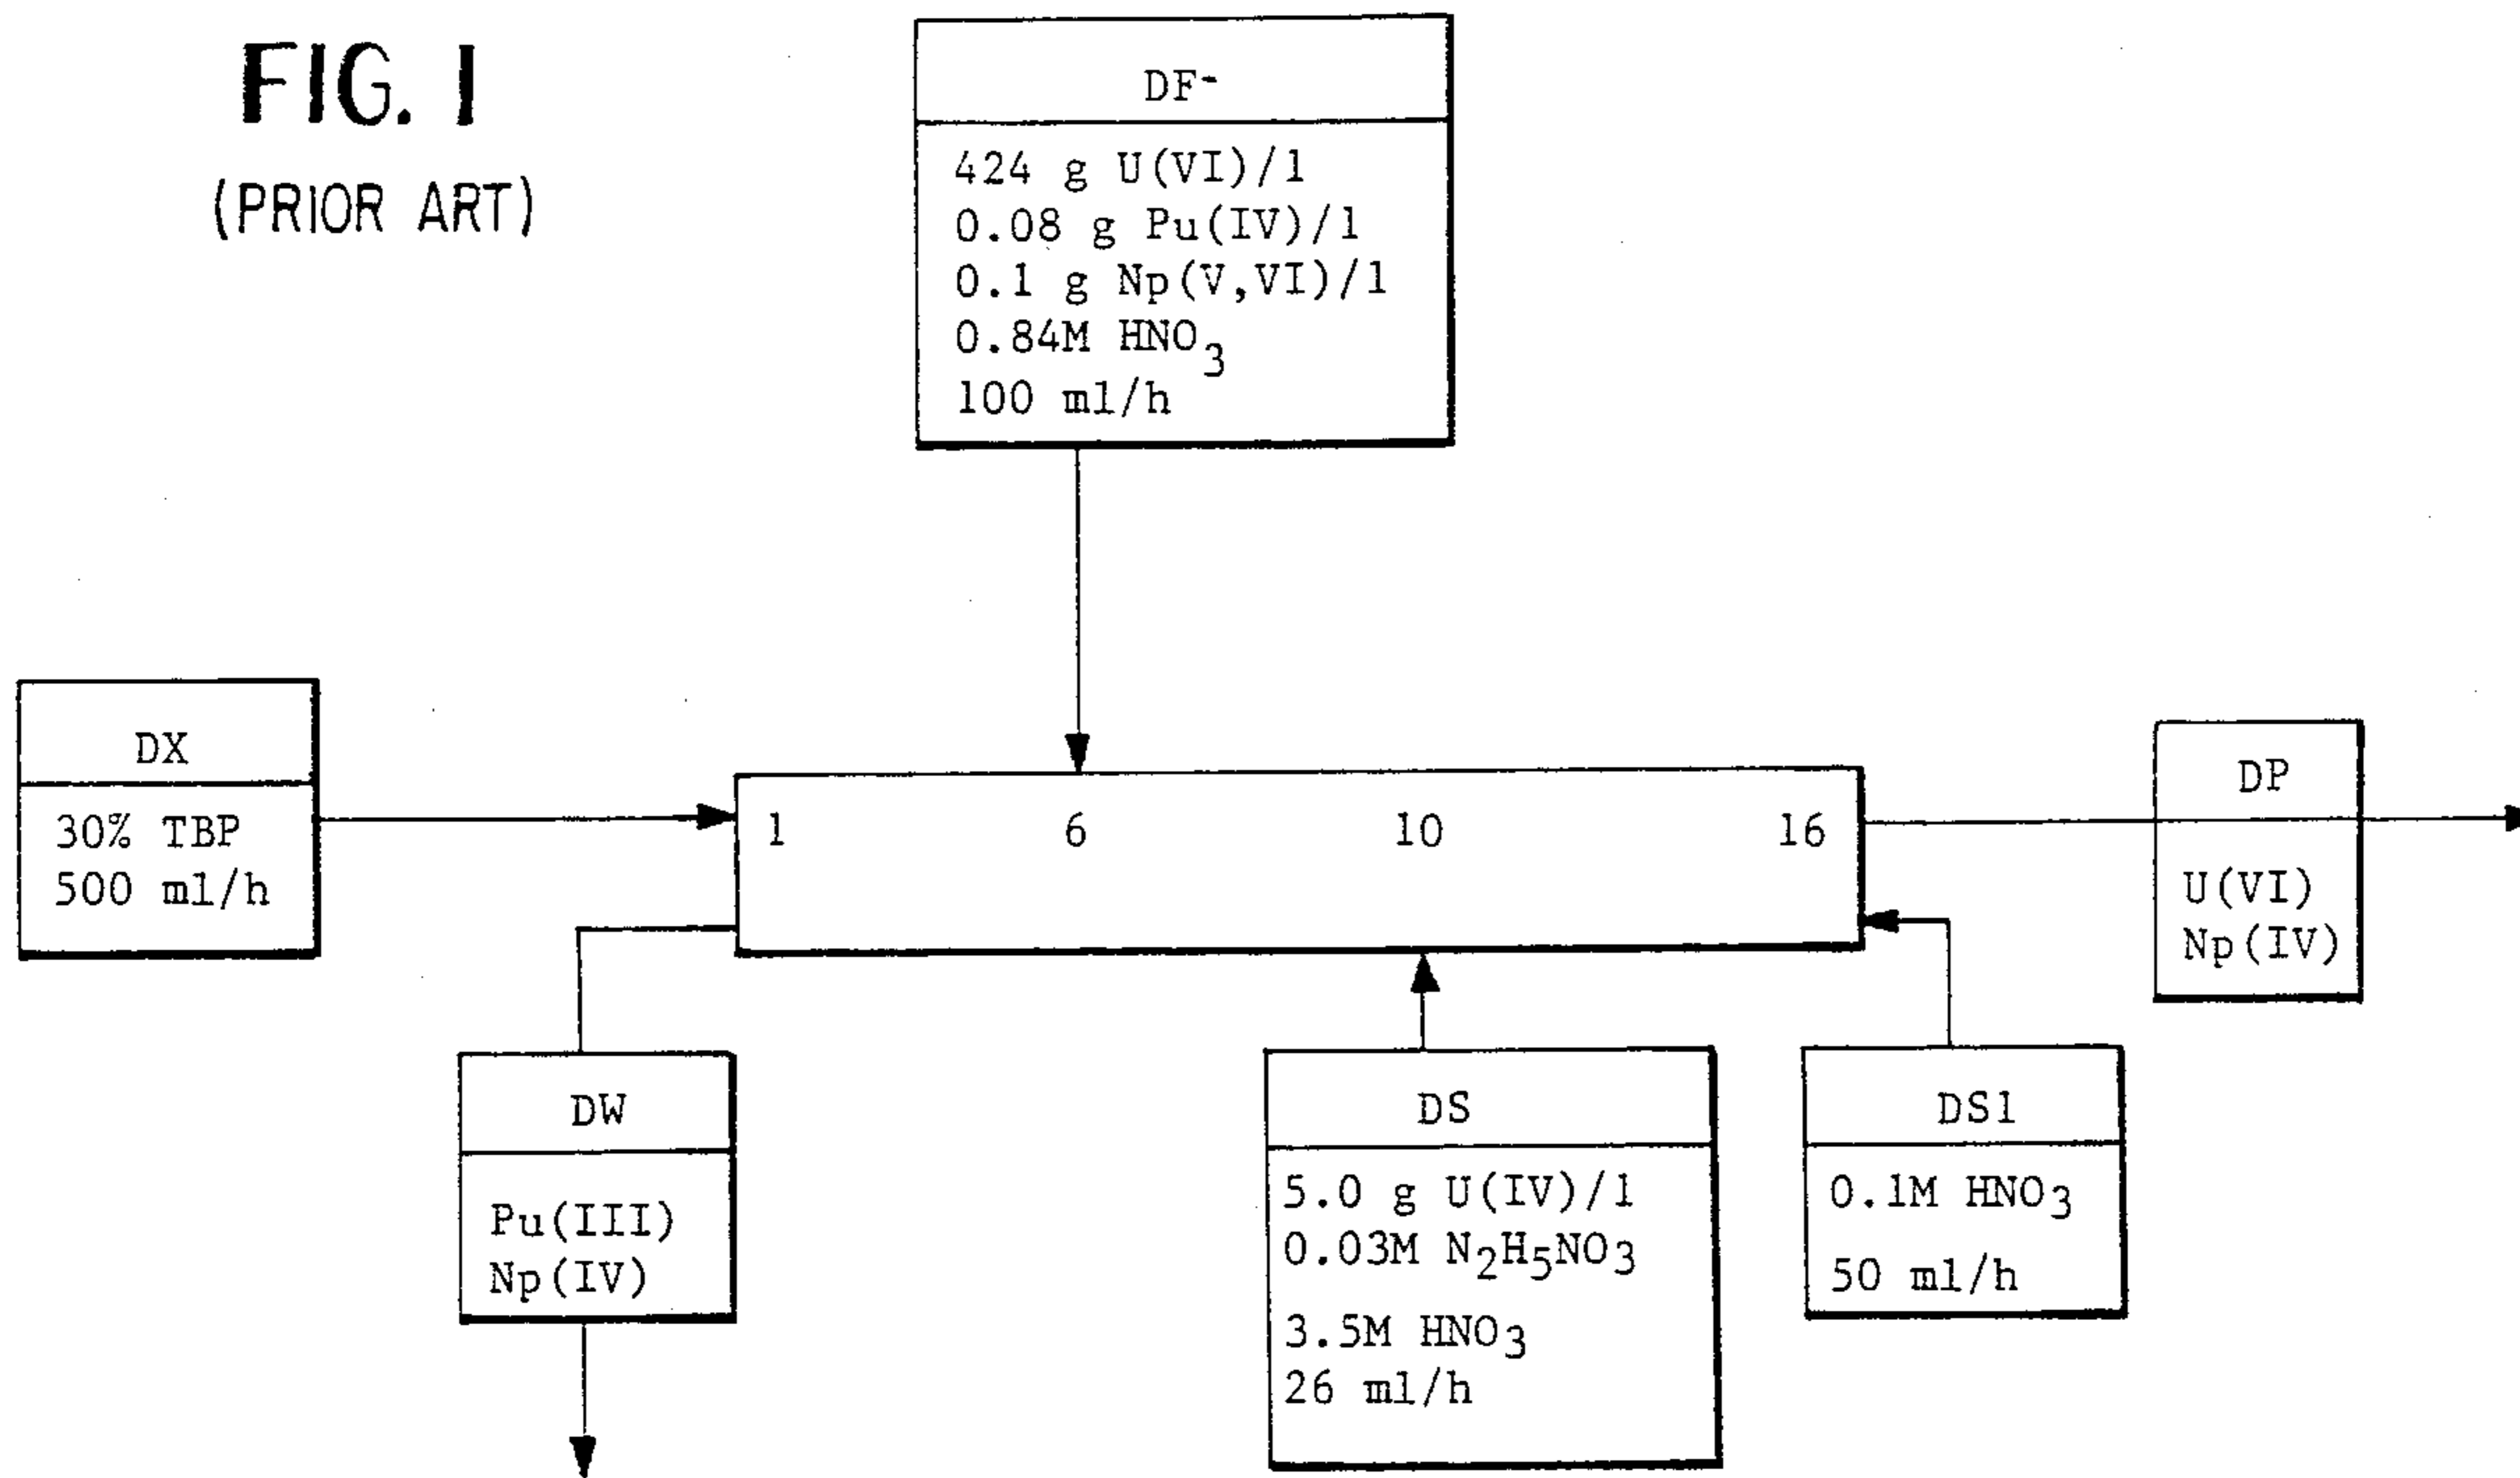 FIG. 1
(PRIOR ART)
DF-
424 g U(VI)/l
0.08 g Pu(IV)/l
0.1 g Np(V,VI)/l
0.84M HNO3
100 ml/h
DX
30% TBP
500 ml/h
1 6 10 16
DP
U(VI)
Np(IV)
DW
Pu(III)
Np(IV)
DS
5.0 g U(IV)/l
0.03M N2H5NO3
3.5M HNO3
26 ml/h
DS1
0.1M HNO3
50 ml/h